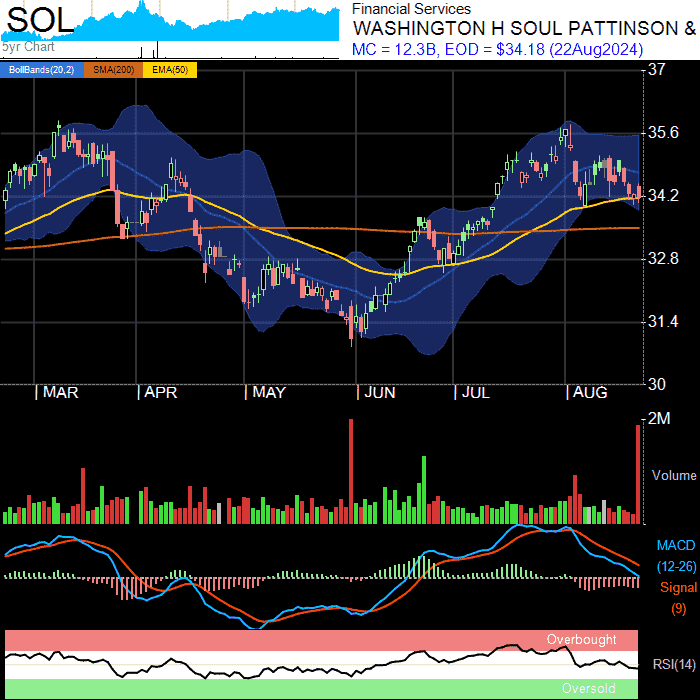 SOL
5yr Chart
Financial Services
WASHINGTON H SOUL PATTINSON &
MC = 12.3B, EOD = $34.18 (22Aug2024)
BollBands(20,2) SMA(200) EMA(50)
37
35.6
34.2
32.8
31.4
30
| MAR | APR | MAY | JUN | JUL | AUG
2M
Volume
MACD
(12-26)
Signal
(9)
Overbought
RSI(14)
Oversold